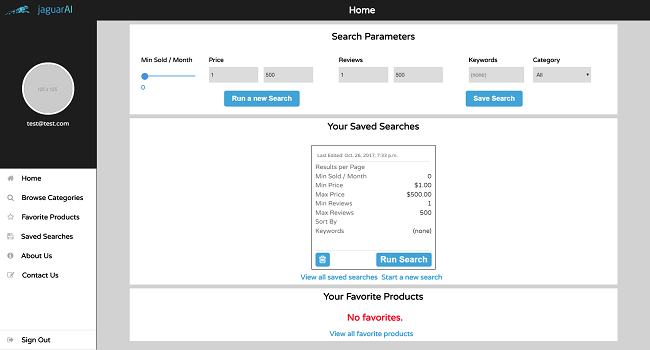 jaguarAI
Home
test@test.com
Home
Browse Categories
Favorite Products
Saved Searches
About Us
Contact Us
Sign Out
Search Parameters
Min Sold / Month Price Reviews Keywords Category
1 500 1 500 (none) All
0
Run a new Search Save Search
Your Saved Searches
Last Edited: Oct. 26, 2017, 7:33 p.m.
Results per Page
Min Sold / Month 0
Min Price $1.00
Max Price $500.00
Min Reviews 1
Max Reviews 500
Sort By
Keywords (none)
Run Search
View all saved searches Start a new search
Your Favorite Products
No favorites.
View all favorite products